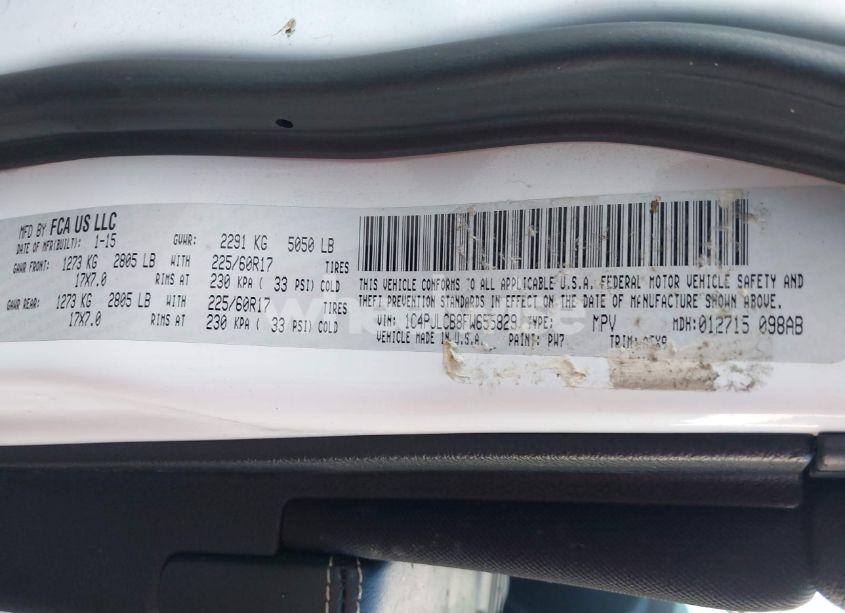 MFD BY FCA US LLC
DATE OF MFR(BUILT): 1-15 GVWR: 2291 KG 5050 LB
GAWR FRONT: 1273 KG 2805 LB WITH 225/60R17 TIRES
17X7.0 RIMS AT 230 KPA ( 33 PSI) COLD
GAWR REAR: 1273 KG 2805 LB WITH 225/60R17 TIRES
17X7.0 RIMS AT 230 KPA ( 33 PSI) COLD
THIS VEHICLE CONFORMS TO ALL APPLICABLE U.S.A. FEDERAL MOTOR VEHICLE SAFETY AND
THEFT PREVENTION STANDARDS IN EFFECT ON THE DATE OF MANUFACTURE SHOWN ABOVE.
VIN: 1C4PJLCB8FW655829 TYPE: MPV MDH: 012715 098AB
VEHICLE MADE IN U.S.A. PAINT: PW7 TRIM: